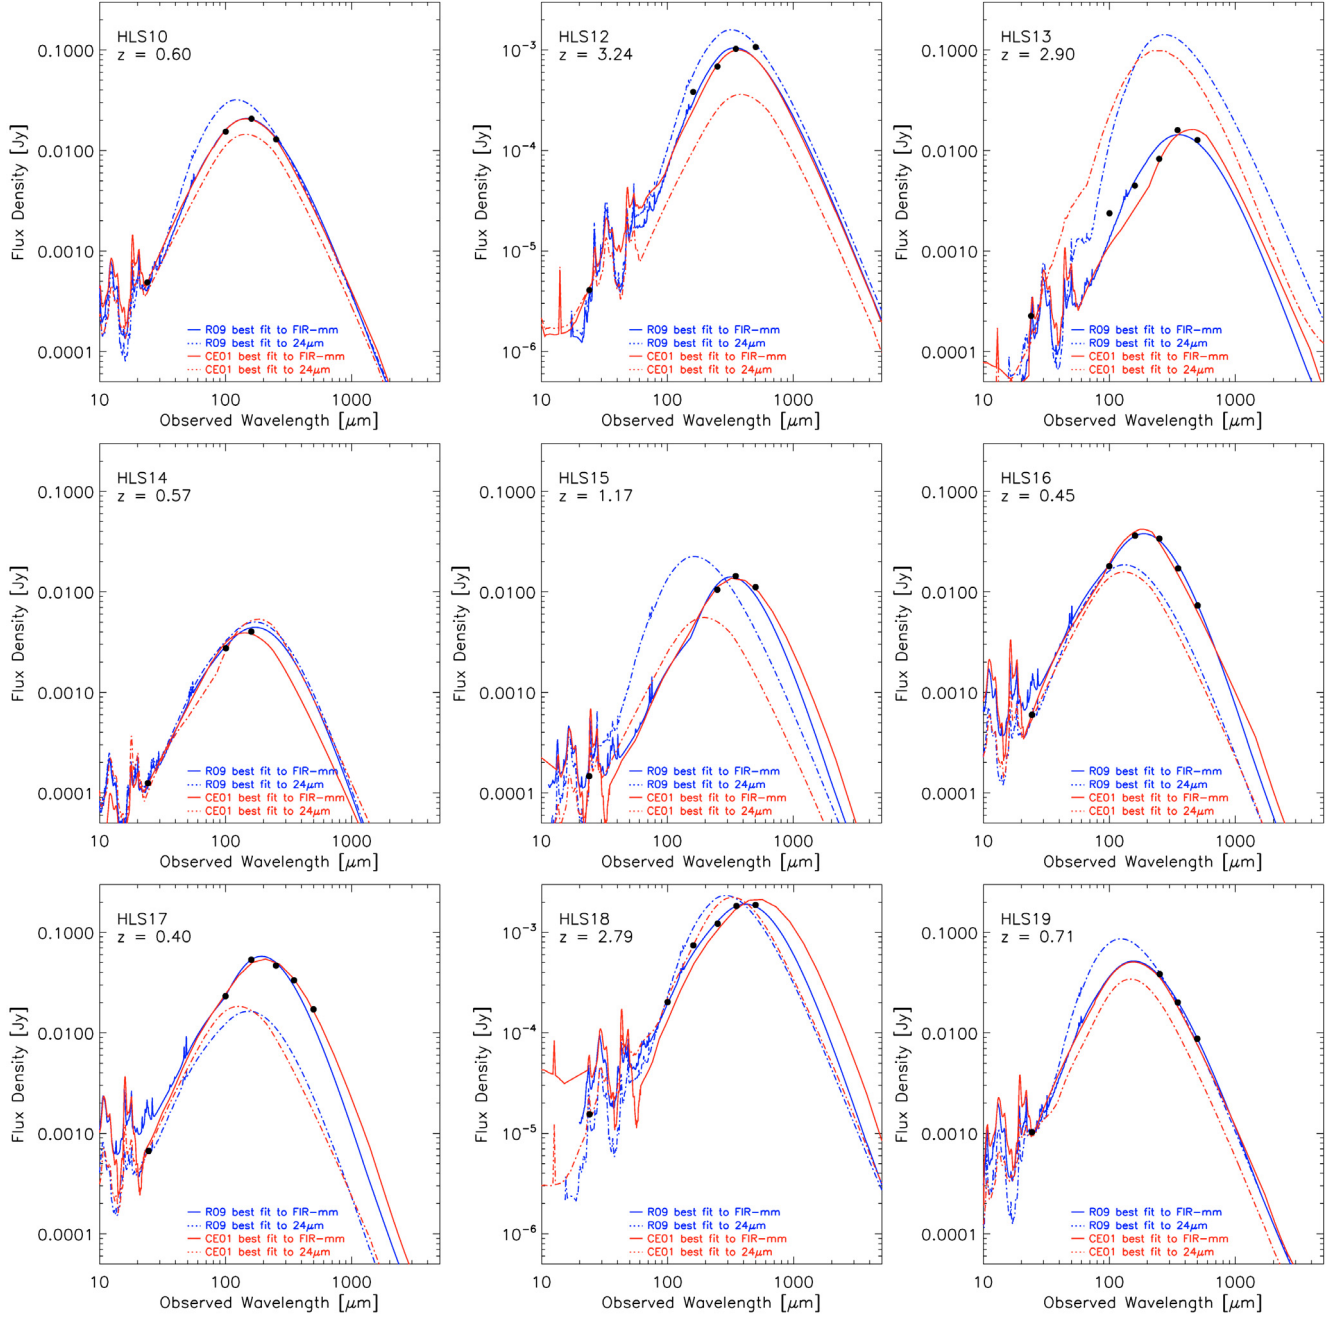 HLS10
z = 0.60
0.1000
0.0100
0.0010
0.0001
Flux Density [Jy]
R09 best fit to FIR-mm
R09 best fit to 24μm
CE01 best fit to FIR-mm
CE01 best fit to 24μm
10 100 1000
Observed Wavelength [μm]
HLS12
z = 3.24
10⁻³
10⁻⁴
10⁻⁵
10⁻⁶
Flux Density [Jy]
R09 best fit to FIR-mm
R09 best fit to 24μm
CE01 best fit to FIR-mm
CE01 best fit to 24μm
10 100 1000
Observed Wavelength [μm]
HLS13
z = 2.90
0.1000
0.0100
0.0010
0.0001
Flux Density [Jy]
R09 best fit to FIR-mm
R09 best fit to 24μm
CE01 best fit to FIR-mm
CE01 best fit to 24μm
10 100 1000
Observed Wavelength [μm]
HLS14
z = 0.57
0.1000
0.0100
0.0010
0.0001
Flux Density [Jy]
R09 best fit to FIR-mm
R09 best fit to 24μm
CE01 best fit to FIR-mm
CE01 best fit to 24μm
10 100 1000
Observed Wavelength [μm]
HLS15
z = 1.17
0.1000
0.0100
0.0010
0.0001
Flux Density [Jy]
R09 best fit to FIR-mm
R09 best fit to 24μm
CE01 best fit to FIR-mm
CE01 best fit to 24μm
10 100 1000
Observed Wavelength [μm]
HLS16
z = 0.45
0.1000
0.0100
0.0010
0.0001
Flux Density [Jy]
R09 best fit to FIR-mm
R09 best fit to 24μm
CE01 best fit to FIR-mm
CE01 best fit to 24μm
10 100 1000
Observed Wavelength [μm]
HLS17
z = 0.40
0.1000
0.0100
0.0010
0.0001
Flux Density [Jy]
R09 best fit to FIR-mm
R09 best fit to 24μm
CE01 best fit to FIR-mm
CE01 best fit to 24μm
10 100 1000
Observed Wavelength [μm]
HLS18
z = 2.79
10⁻³
10⁻⁴
10⁻⁵
10⁻⁶
Flux Density [Jy]
R09 best fit to FIR-mm
R09 best fit to 24μm
CE01 best fit to FIR-mm
CE01 best fit to 24μm
10 100 1000
Observed Wavelength [μm]
HLS19
z = 0.71
0.1000
0.0100
0.0010
0.0001
Flux Density [Jy]
R09 best fit to FIR-mm
R09 best fit to 24μm
CE01 best fit to FIR-mm
CE01 best fit to 24μm
10 100 1000
Observed Wavelength [μm]